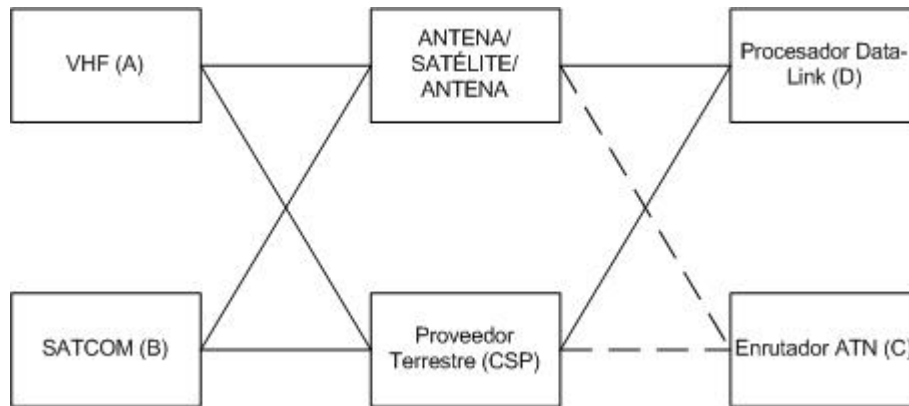 VHF (A)
ANTENA/
SATÉLITE/
ANTENA
Procesador Data-
Link (D)
SATCOM (B)
Proveedor
Terrestre (CSP)
Enrutador ATN (C)